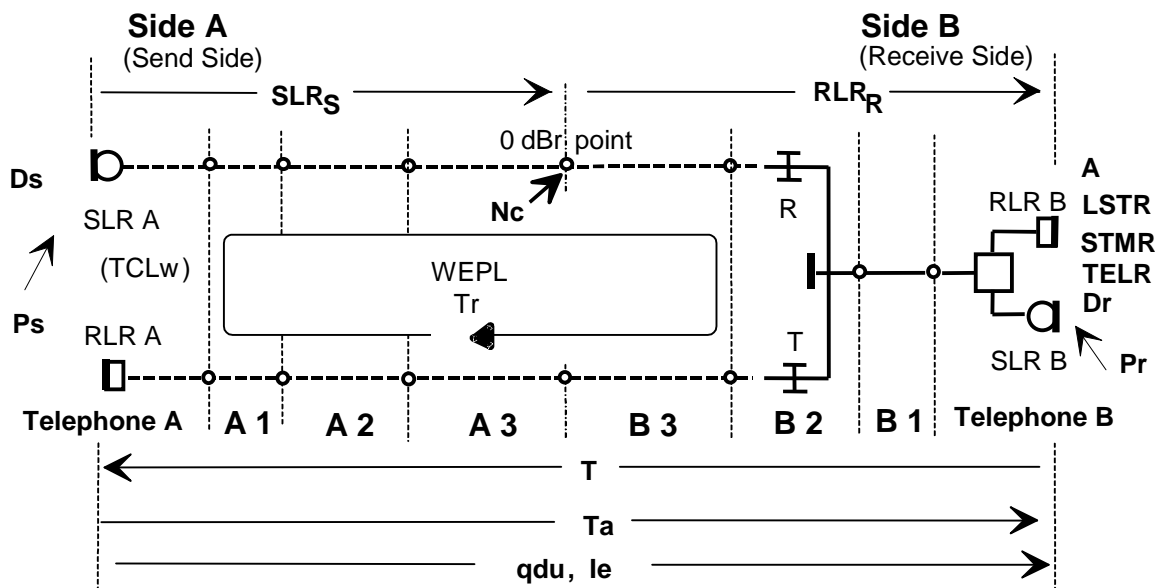 Side A
(Send Side)
Side B
(Receive Side)
SLRS
RLRR
0 dBr point
Ds
SLR A
Nc
R
A
RLR B
LSTR
(TCLw)
WEPL
Tr
STMR
TELR
Ps
RLR A
T
Dr
SLR B
Pr
Telephone A
A 1
A 2
A 3
B 3
B 2
B 1
Telephone B
T
Ta
qdu, Ie